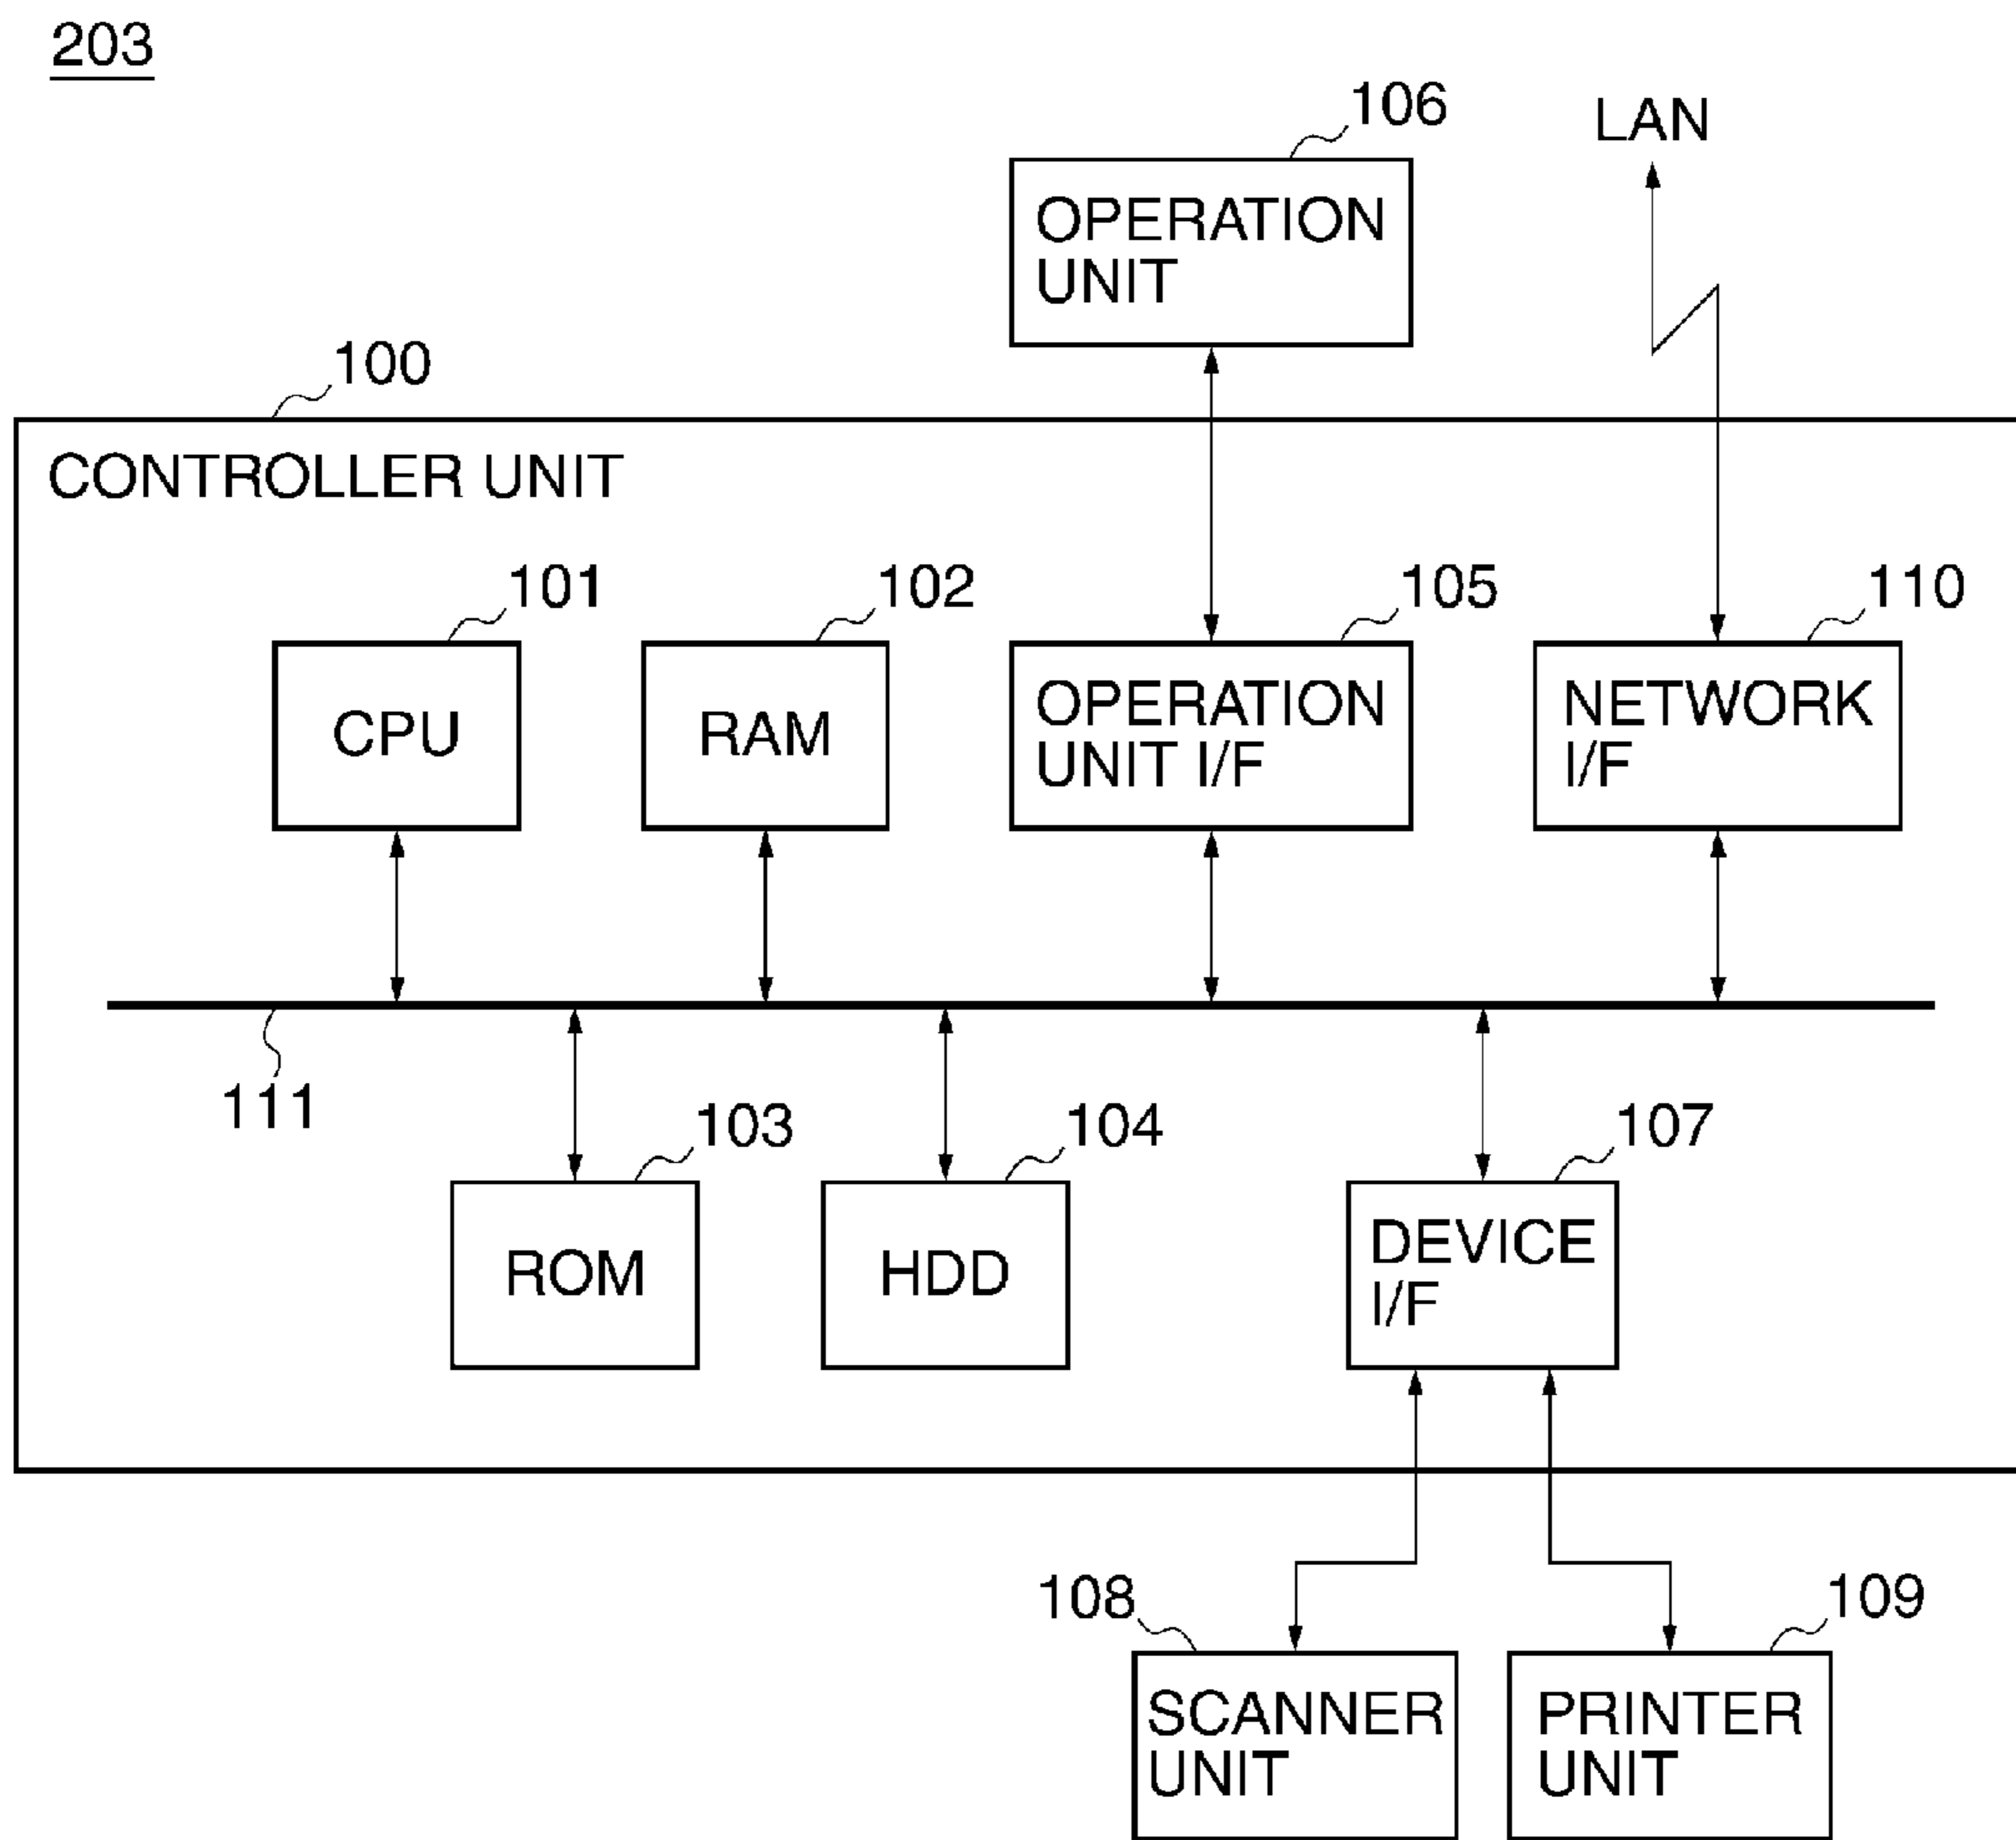 203
106
LAN
OPERATION
UNIT
100
CONTROLLER UNIT
101
102
105
110
CPU
RAM
OPERATION
UNIT I/F
NETWORK
I/F
111
103
104
107
ROM
HDD
DEVICE
I/F
108
109
SCANNER
UNIT
PRINTER
UNIT